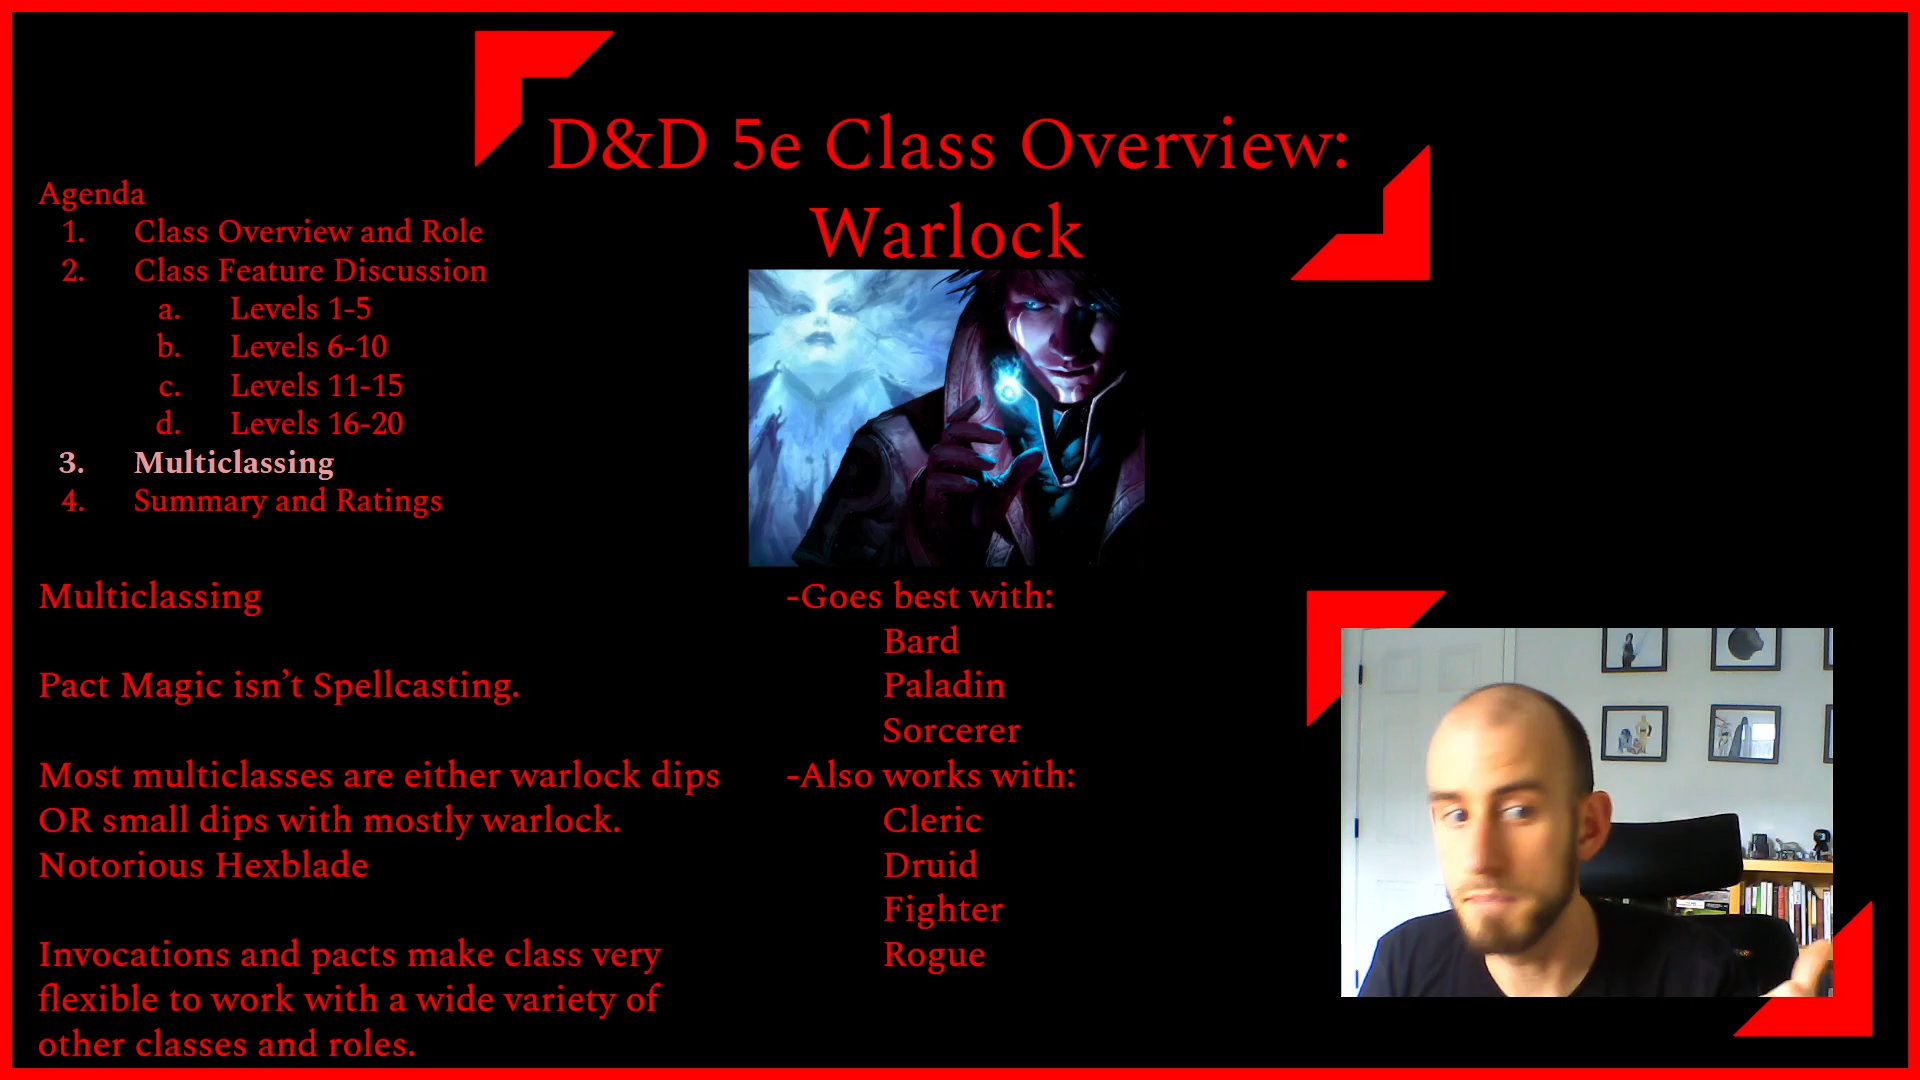 D&D 5e Class Overview:
Warlock
Agenda
1. Class Overview and Role
2. Class Feature Discussion
a. Levels 1-5
b. Levels 6-10
c. Levels 11-15
d. Levels 16-20
3. Multiclassing
4. Summary and Ratings
Multiclassing
Pact Magic isn’t Spellcasting.
Most multiclasses are either warlock dips
OR small dips with mostly warlock.
Notorious Hexblade
Invocations and pacts make class very
flexible to work with a wide variety of
other classes and roles.
-Goes best with:
Bard
Paladin
Sorcerer
-Also works with:
Cleric
Druid
Fighter
Rogue